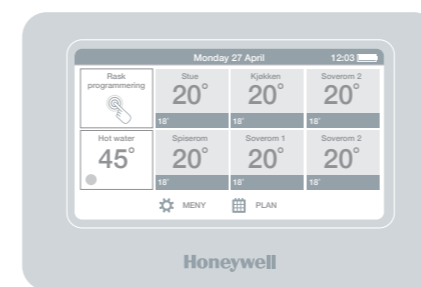 Monday 27 April 12:03
Rask programmering
Stue 20° 18°
Kjøkken 20° 18°
Soverom 2 20° 18°
Hot water 45°
Spiserom 20° 18°
Soverom 1 20° 18°
Soverom 2 20° 18°
MENY PLAN
Honeywell